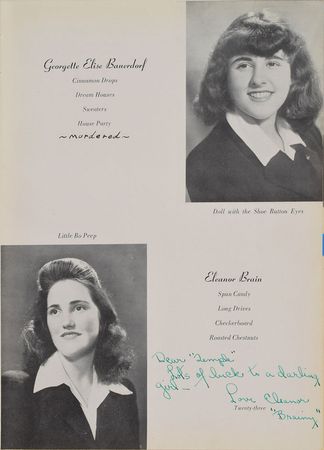 Georgette Elise Bauerdorf
Cinnamon Drops
Dream Houses
Sweaters
House Party
~murdered~
Doll with the Shoe Button Eyes
Little Bo Peep
Eleanor Brain
Spun Candy
Long Drives
Checkerboard
Roasted Chestnuts
Dear "Temple"
Lots of luck to a darling
girl —
Love Eleanor
"Brainy"
Twenty-three